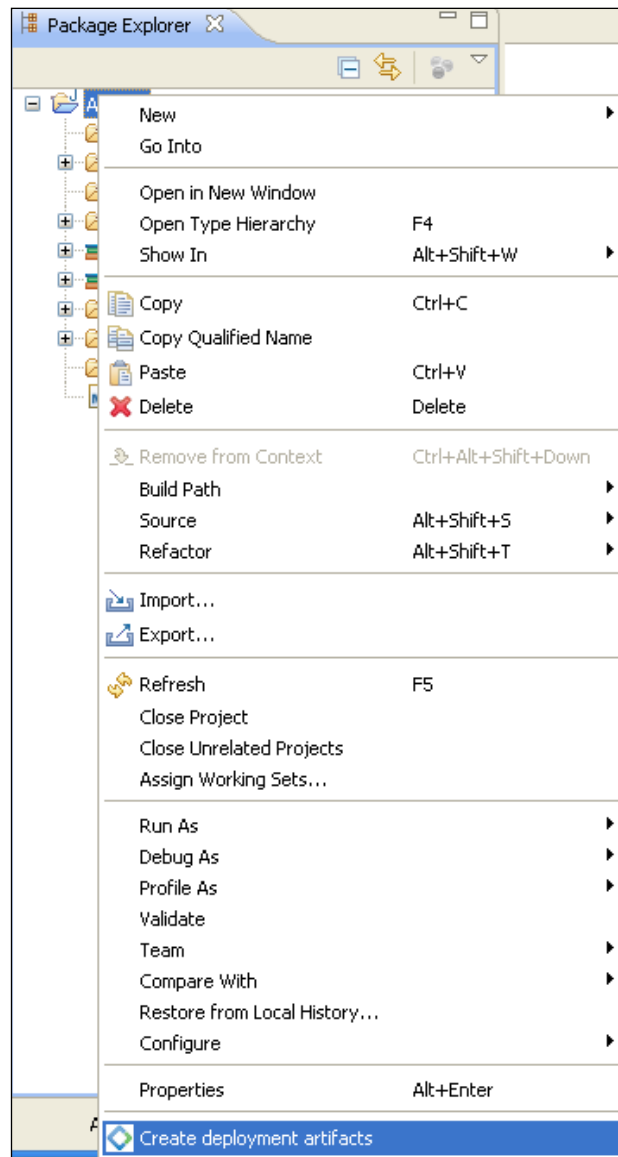 Package Explorer
New
Go Into
Open in New Window
Open Type Hierarchy F4
Show In Alt+Shift+W
Copy Ctrl+C
Copy Qualified Name
Paste Ctrl+V
Delete Delete
Remove from Context Ctrl+Alt+Shift+Down
Build Path
Source Alt+Shift+S
Refactor Alt+Shift+T
Import...
Export...
Refresh F5
Close Project
Close Unrelated Projects
Assign Working Sets...
Run As
Debug As
Profile As
Validate
Team
Compare With
Restore from Local History...
Configure
Properties Alt+Enter
Create deployment artifacts